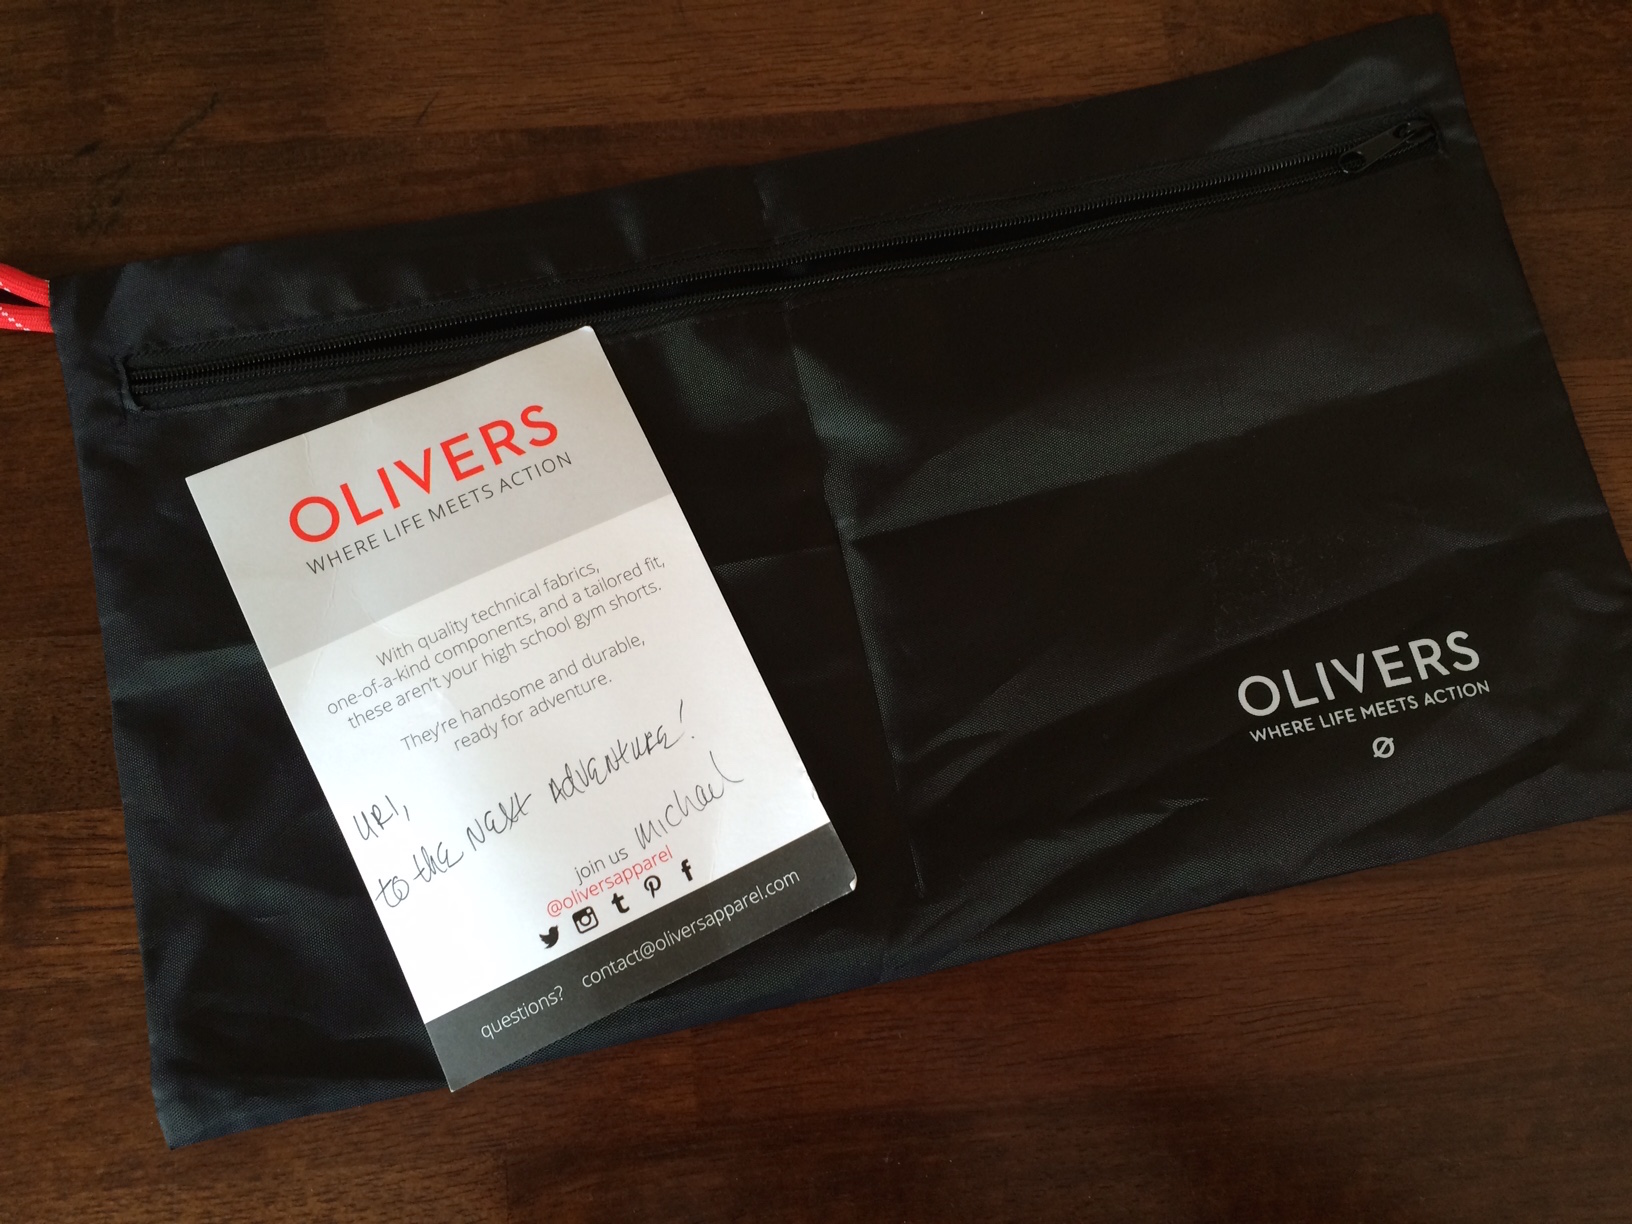 OLIVERS
WHERE LIFE MEETS ACTION
With quality technical fabrics,
one-of-a-kind components, and a tailored fit,
these aren't your high school gym shorts.
They're handsome and durable,
ready for adventure.
URI,
to the Next Adventure!
Michael
join us
@oliversapparel
questions? contact@oliversapparel.com
OLIVERS
WHERE LIFE MEETS ACTION